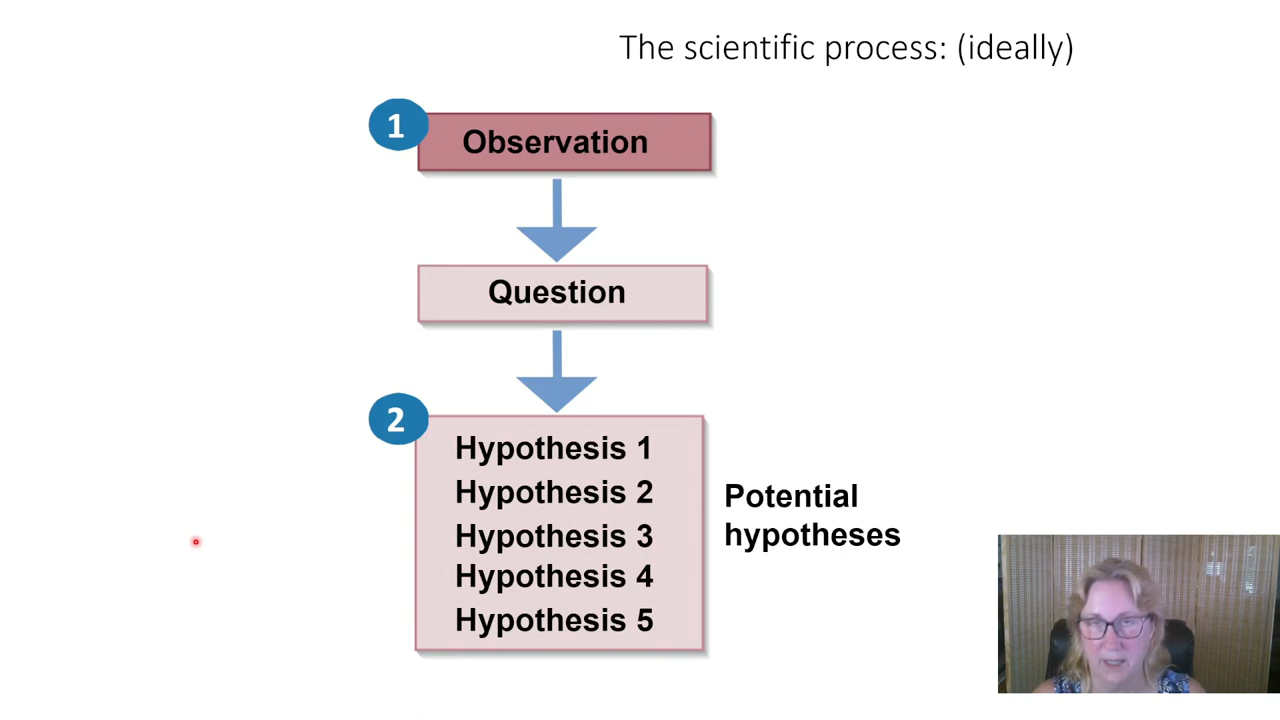 The scientific process: (ideally)
1
Observation
Question
2
Hypothesis 1
Hypothesis 2
Hypothesis 3
Hypothesis 4
Hypothesis 5
Potential
hypotheses